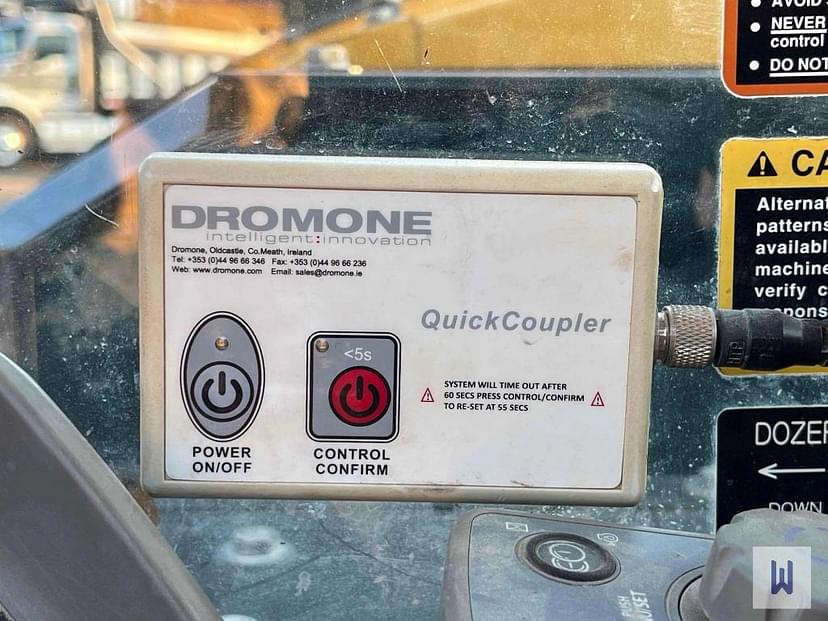 AVOID
NEVER
control
DO NOT
DROMONE
intelligent:innovation
Dromone, Oldcastle, Co.Meath, Ireland
Tel: +353 (0)44 96 66 346 Fax: +353 (0)44 96 66 236
Web: www.dromone.com Email: sales@dromone.ie
QuickCoupler
<5s
SYSTEM WILL TIME OUT AFTER
60 SECS PRESS CONTROL/CONFIRM
TO RE-SET AT 55 SECS
POWER
ON/OFF
CONTROL
CONFIRM
CA
Alternat
patterns
available
machine
verify c
DOZER
DOWN
PUSH
W